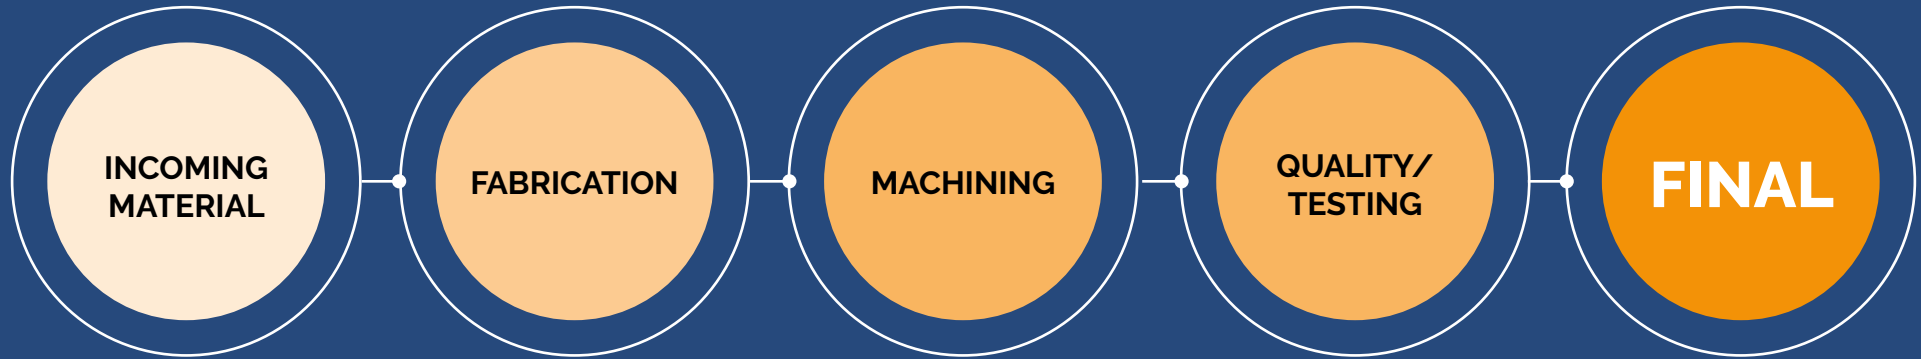 INCOMING
MATERIAL
FABRICATION
MACHINING
QUALITY/
TESTING
FINAL